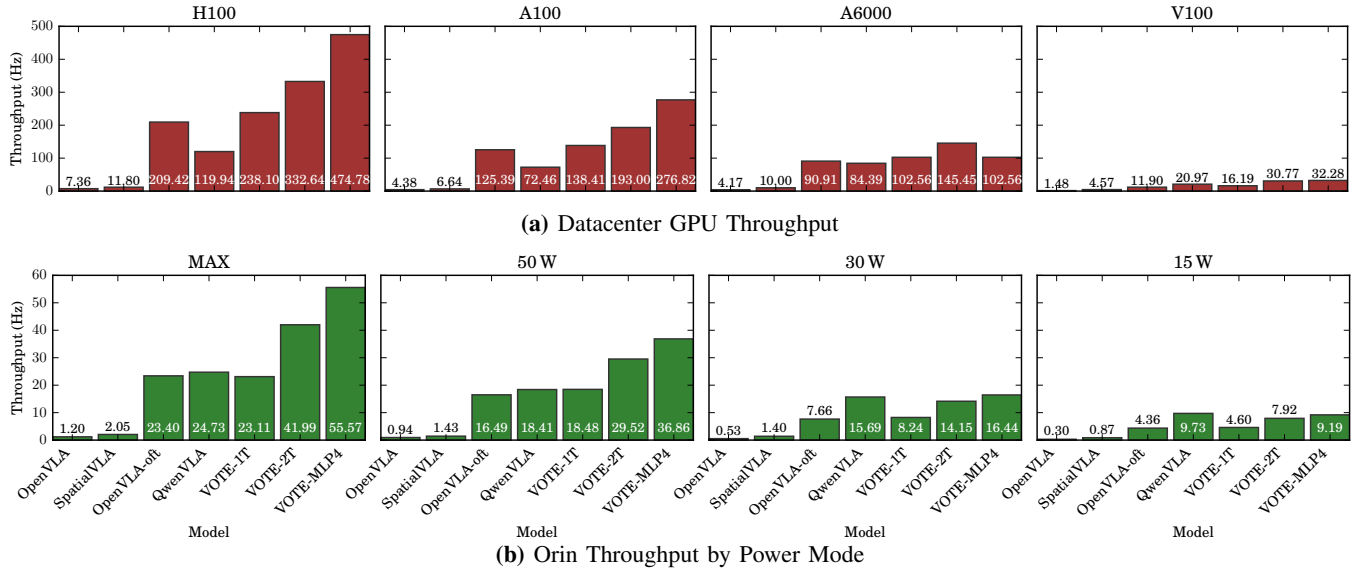 H100 A100 A6000 V100
Throughput (Hz)
500
400
300
200
100
0
7.36 11.80 209.42 119.94 238.10 332.64 474.78
4.38 6.64 125.39 72.46 138.41 193.00 276.82
4.17 10.00 90.91 84.39 102.56 145.45 102.56
1.48 4.57 11.90 20.97 16.19 30.77 32.28
(a) Datacenter GPU Throughput
MAX 50 W 30 W 15 W
Throughput (Hz)
60
50
40
30
20
10
0
1.20 2.05 23.40 24.73 23.11 41.99 55.57
0.94 1.43 16.49 18.41 18.48 29.52 36.86
0.53 1.40 7.66 15.69 8.24 14.15 16.44
0.30 0.87 4.36 9.73 4.60 7.92 9.19
OpenVLA SpatialVLA OpenVLA-oft QwenVLA VOTE-1T VOTE-2T VOTE-MLP4
OpenVLA SpatialVLA OpenVLA-oft QwenVLA VOTE-1T VOTE-2T VOTE-MLP4
OpenVLA SpatialVLA OpenVLA-oft QwenVLA VOTE-1T VOTE-2T VOTE-MLP4
OpenVLA SpatialVLA OpenVLA-oft QwenVLA VOTE-1T VOTE-2T VOTE-MLP4
Model Model Model Model
(b) Orin Throughput by Power Mode